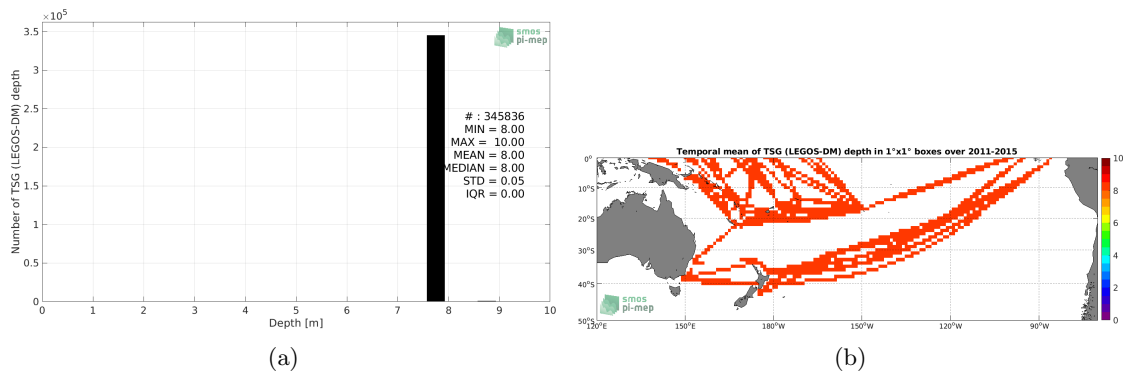 ×10⁵
3.5
3
2.5
2
1.5
1
0.5
0
Number of TSG (LEGOS-DM) depth
smos
pi-mep
# : 345836
MIN = 8.00
MAX = 10.00
MEAN = 8.00
MEDIAN = 8.00
STD = 0.05
IQR = 0.00
0 1 2 3 4 5 6 7 8 9 10
Depth [m]
(a)
Temporal mean of TSG (LEGOS-DM) depth in 1°x1° boxes over 2011-2015
0°
10°S
20°S
30°S
40°S
50°S
120°E 150°E 180°W 150°W 120°W 90°W
smos
pi-mep
10
8
6
4
2
0
(b)